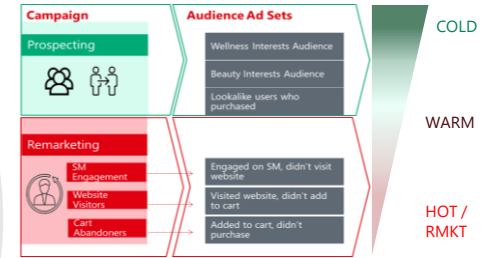 Campaign
Audience Ad Sets
Prospecting
Wellness Interests Audience
Beauty Interests Audience
Lookalike users who
purchased
COLD
WARM
Remarketing
SM
Engagement
Engaged on SM, didn't visit
website
Website
Visitors
Visited website, didn't add
to cart
Cart
Abandoners
Added to cart, didn't
purchase
HOT /
RMKT